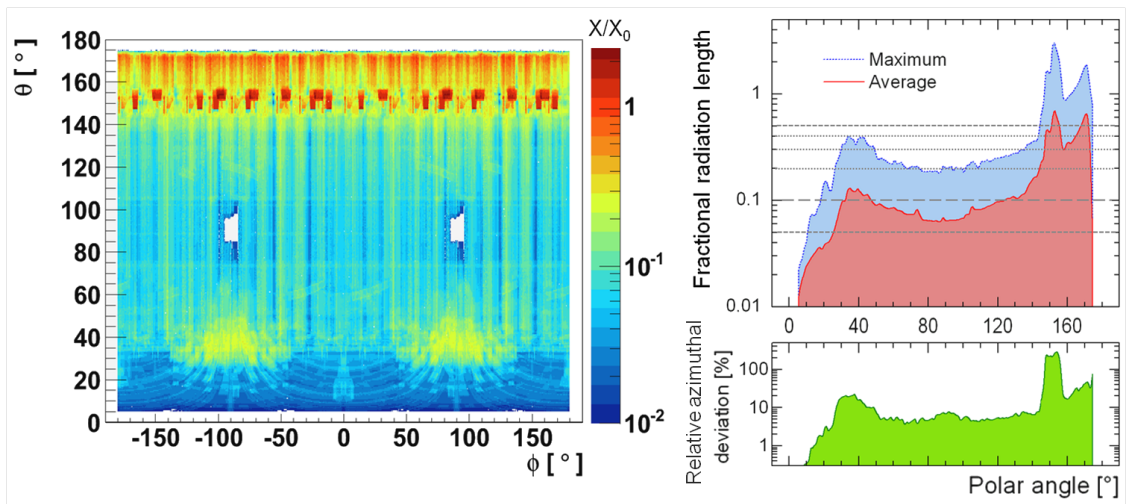 X/X0
θ [ ° ]
180
160
140
120
100
80
60
40
20
0
-150 -100 -50 0 50 100 150
ϕ [ ° ]
1
10-1
10-2
Fractional radiation length
Maximum
Average
1
0.1
0.01
0 40 80 120 160
Relative azimuthal
deviation [%]
100
10
1
Polar angle [°]